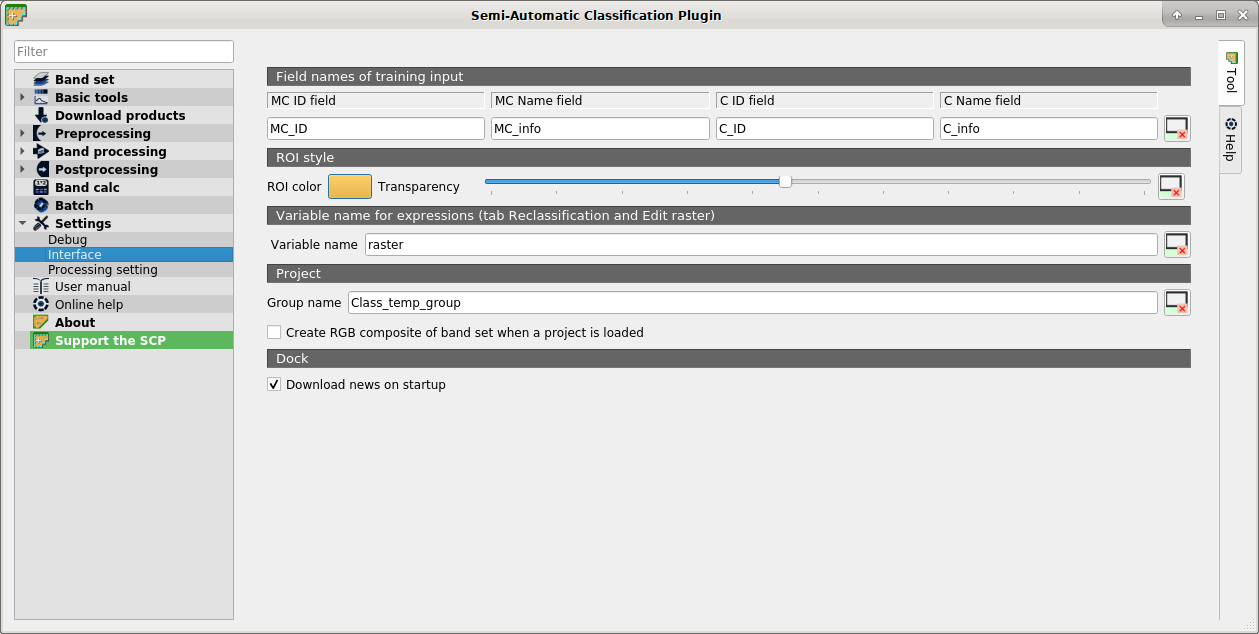 Semi-Automatic Classification Plugin
Filter
Band set
Basic tools
Download products
Preprocessing
Band processing
Postprocessing
Band calc
Batch
Settings
Debug
Interface
Processing setting
User manual
Online help
About
Support the SCP
Field names of training input
MC ID field MC Name field C ID field C Name field
MC_ID MC_info C_ID C_info
ROI style
ROI color Transparency
Variable name for expressions (tab Reclassification and Edit raster)
Variable name raster
Project
Group name Class_temp_group
Create RGB composite of band set when a project is loaded
Dock
Download news on startup
Tool
Help